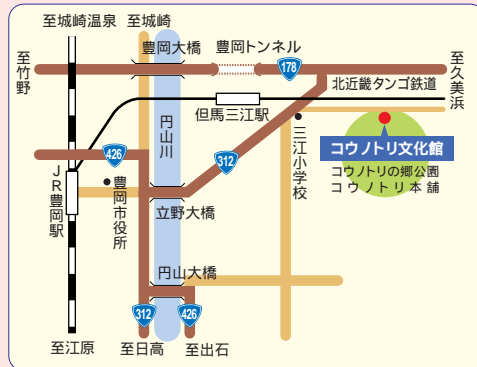 至城崎温泉
至城崎
至竹野
豊岡大橋
豊岡トンネル
178
至久美浜
北近畿タンゴ鉄道
但馬三江駅
円山川
コウノトリ文化館
コウノトリの郷公園
コウノトリ本舗
三江小学校
426
312
JR豊岡駅
豊岡市役所
立野大橋
円山大橋
312
426
至江原
至日高
至出石